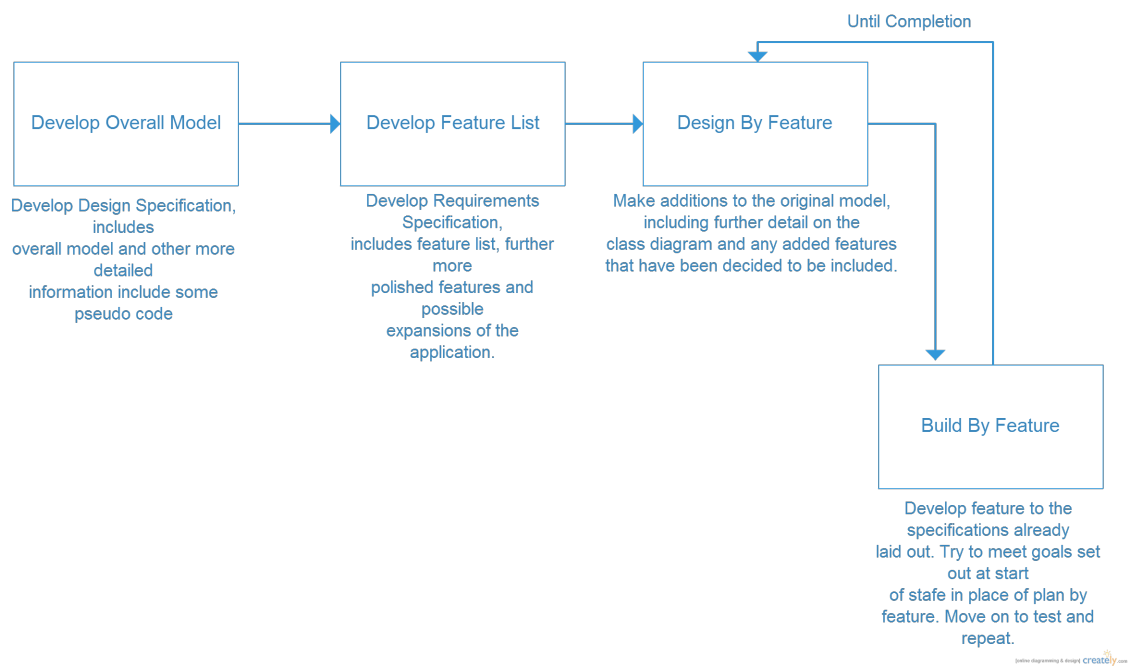 Until Completion
Develop Overall Model
Develop Feature List
Design By Feature
Develop Design Specification,
includes
overall model and other more
detailed
information include some
pseudo code
Develop Requirements
Specification,
includes feature list, further
more
polished features and
possible
expansions of the
application.
Make additions to the original model,
including further detail on the
class diagram and any added features
that have been decided to be included.
Build By Feature
Develop feature to the
specifications already
laid out. Try to meet goals set
out at start
of stafe in place of plan by
feature. Move on to test and
repeat.
[online diagramming & design] creately.com